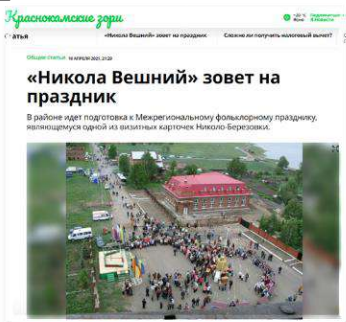 Краснокамские зори
«Никола Вешний» зовет на праздник
Сложно ли получить налоговый вычет?
Общие статьи
«Никола Вешний» зовет на
праздник
В районе идет подготовка к Межрегиональному фольклорному празднику,
являющемуся одной из визитных карточек Николо-Березовки.